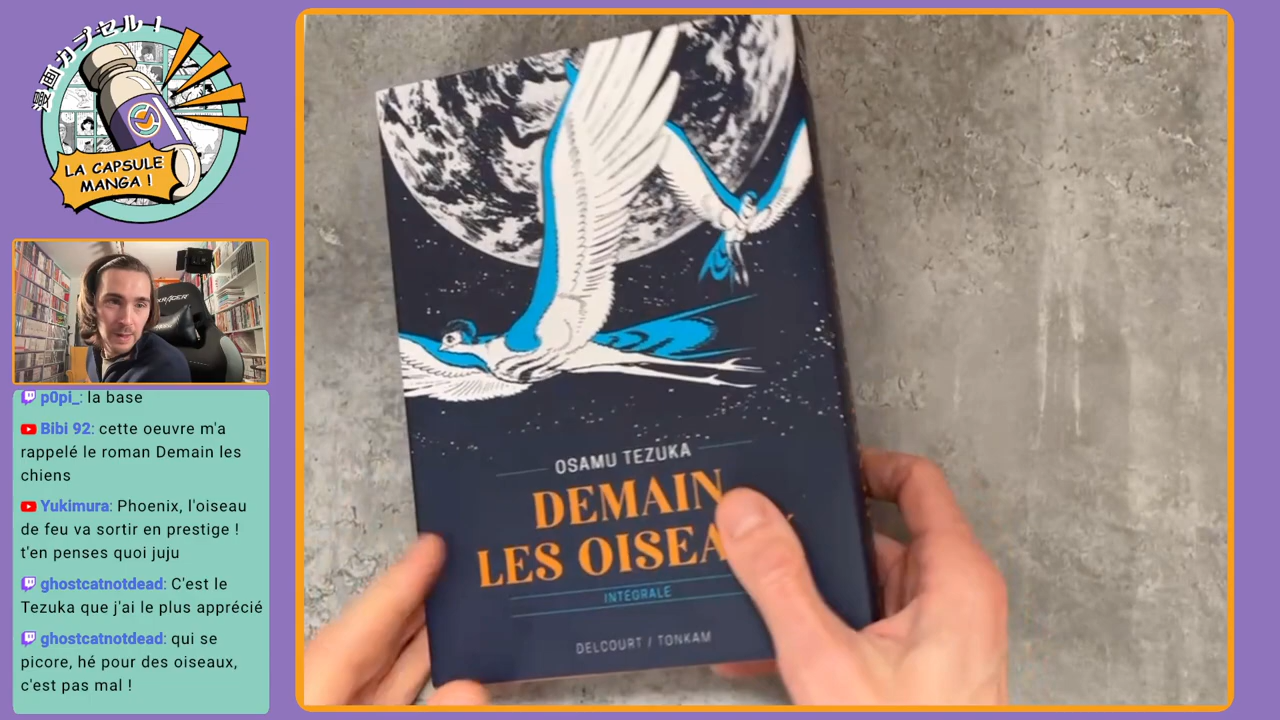 漫画カプセル！
LA CAPSULE
MANGA !
p0pi_: la base
Bibi 92: cette oeuvre m'a
rappelé le roman Demain les
chiens
Yukimura: Phoenix, l'oiseau
de feu va sortir en prestige !
t'en penses quoi juju
ghostcatnotdead: C'est le
Tezuka que j'ai le plus apprécié
ghostcatnotdead: qui se
picore, hé pour des oiseaux,
c'est pas mal !
OSAMU TEZUKA
DEMAIN
LES OISEA
INTÉGRALE
DELCOURT / TONKAM